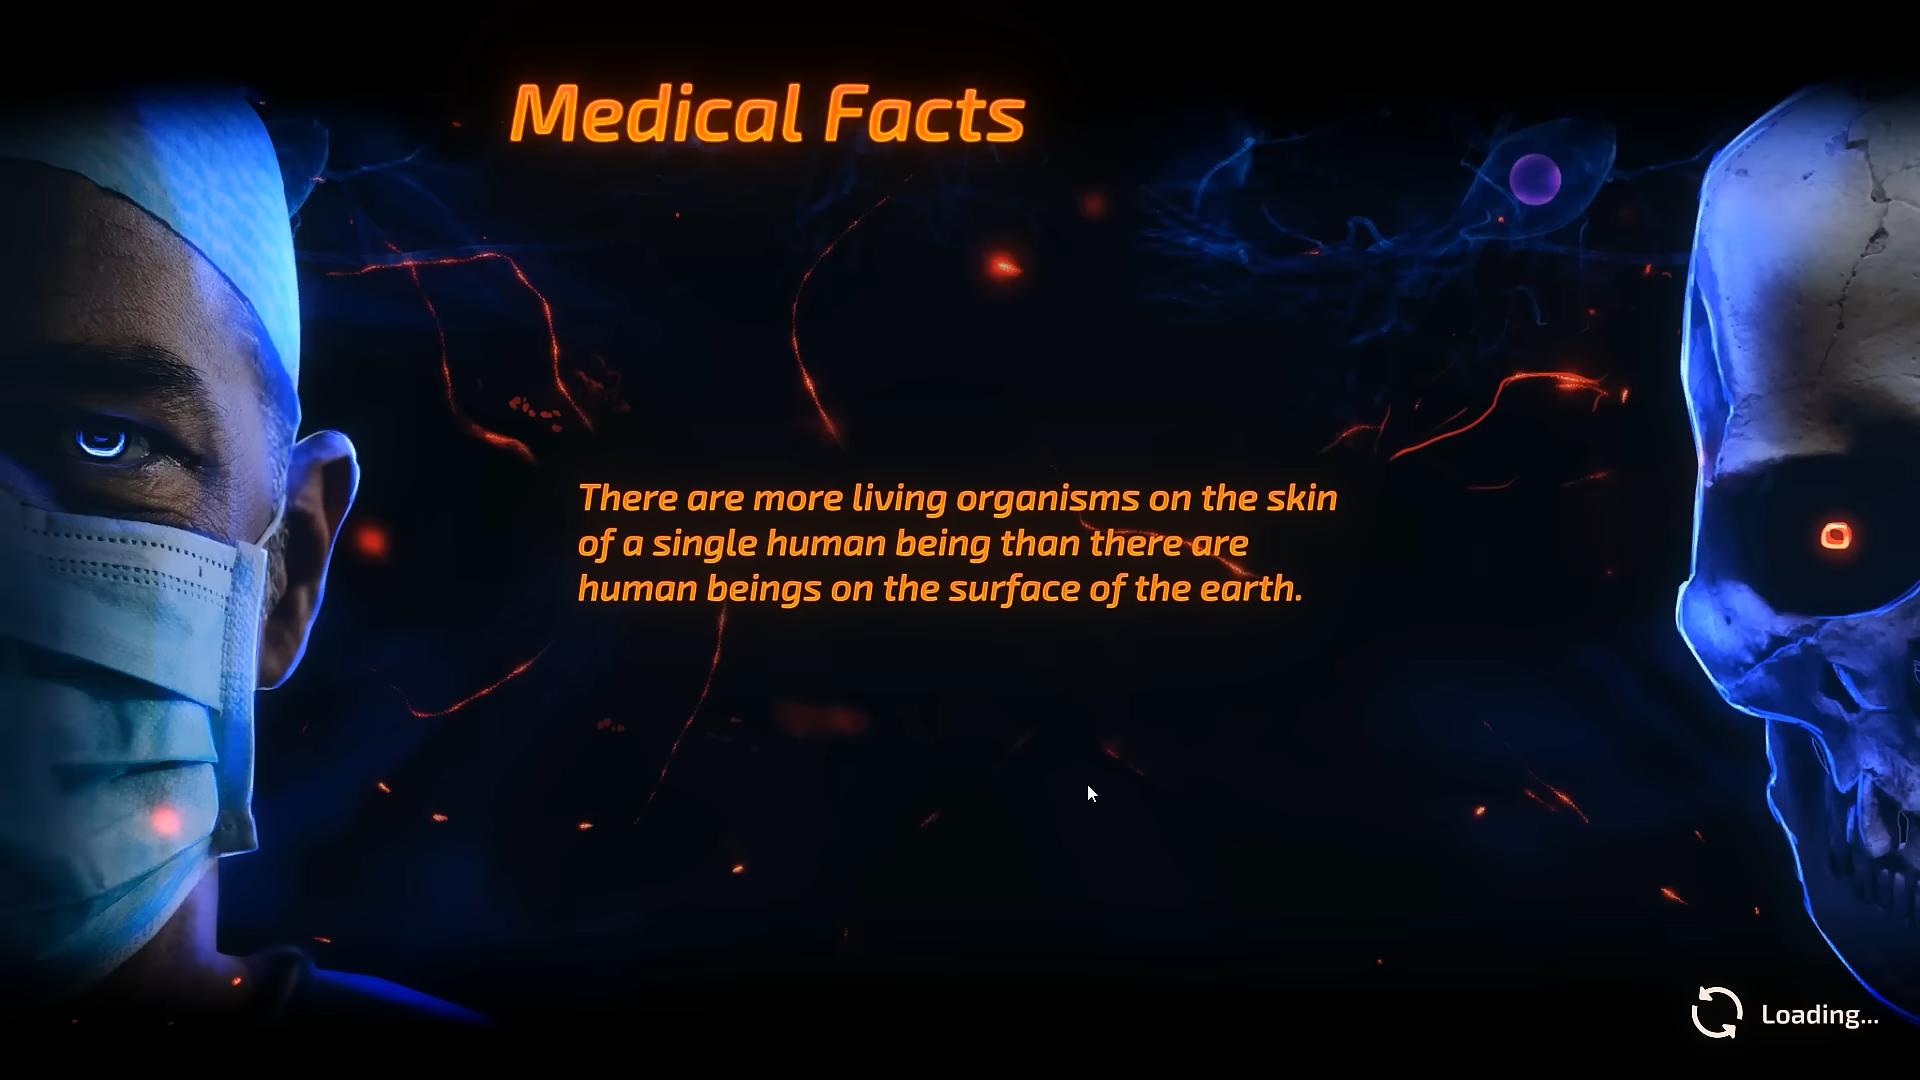 Medical Facts
There are more living organisms on the skin
of a single human being than there are
human beings on the surface of the earth.
Loading...